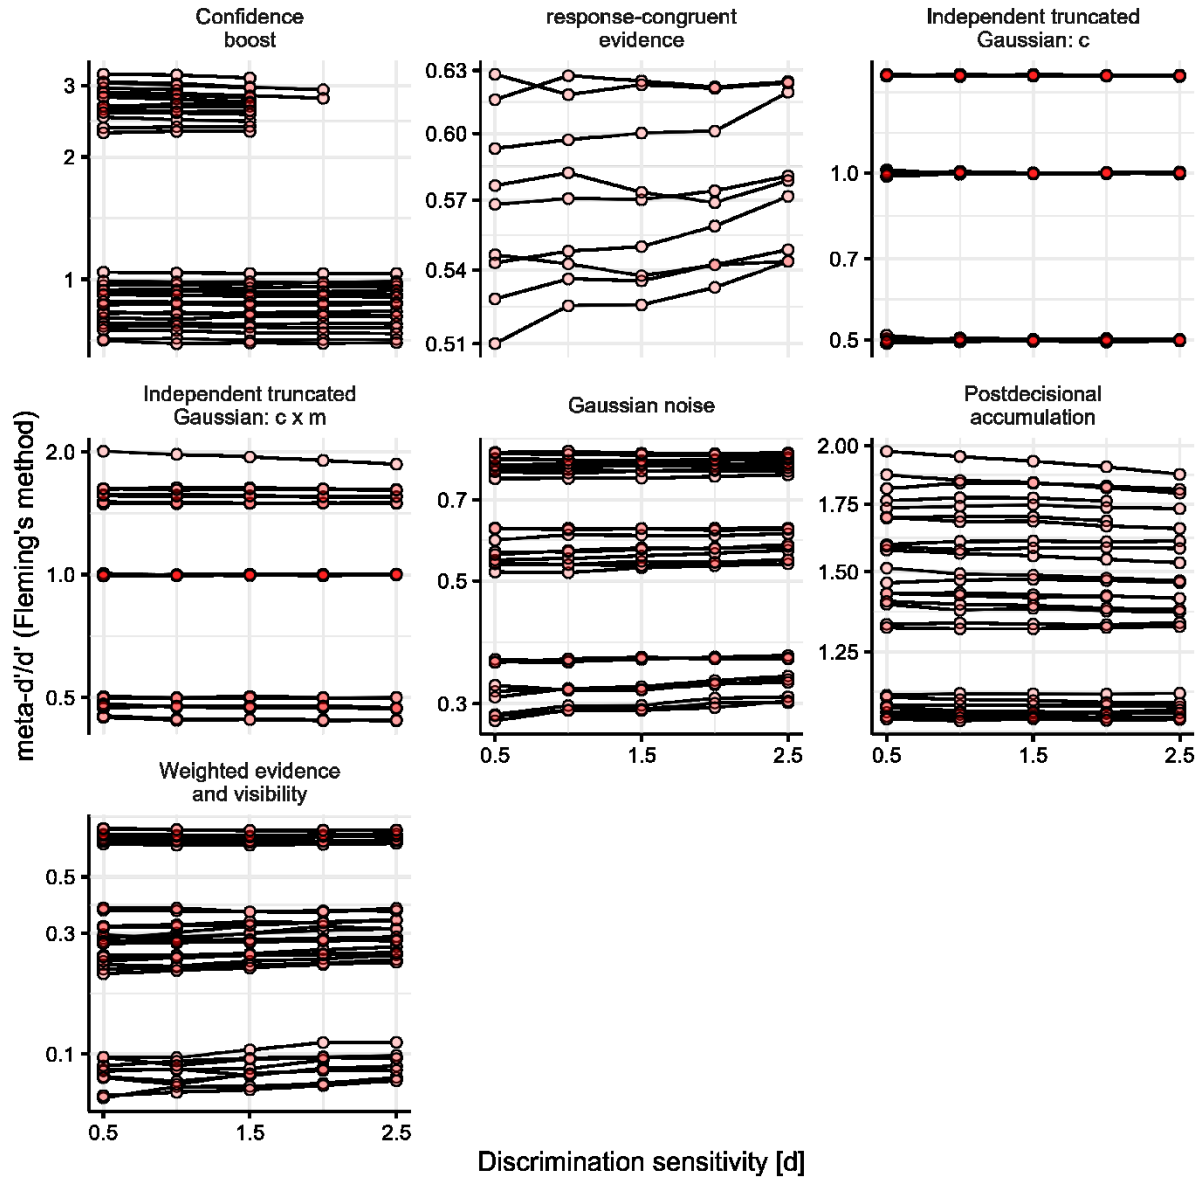 Confidence
boost
3
2
1
response-congruent
evidence
0.63
0.60
0.57
0.54
0.51
Independent truncated
Gaussian: c
1.0
0.7
0.5
Independent truncated
Gaussian: c x m
2.0
1.0
0.5
Gaussian noise
0.7
0.5
0.3
0.5 1.5 2.5
Postdecisional
accumulation
2.00
1.75
1.50
1.25
0.5 1.5 2.5
Weighted evidence
and visibility
0.5
0.3
0.1
0.5 1.5 2.5
meta-d'/d' (Fleming's method)
Discrimination sensitivity [d]